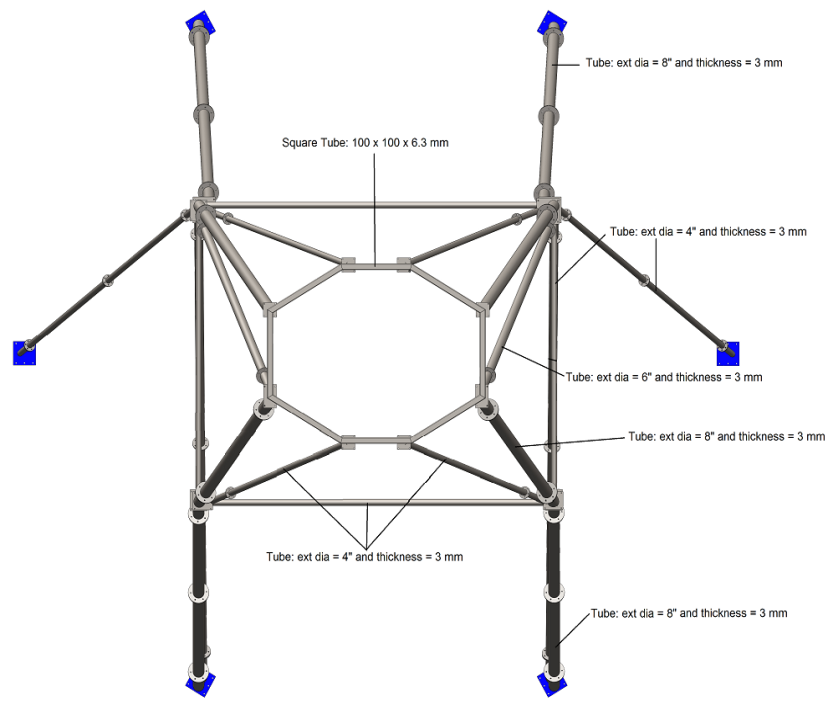 Tube: ext dia = 8" and thickness = 3 mm
Square Tube: 100 x 100 x 6.3 mm
Tube: ext dia = 4" and thickness = 3 mm
Tube: ext dia = 6" and thickness = 3 mm
Tube: ext dia = 8" and thickness = 3 mm
Tube: ext dia = 4" and thickness = 3 mm
Tube: ext dia = 8" and thickness = 3 mm